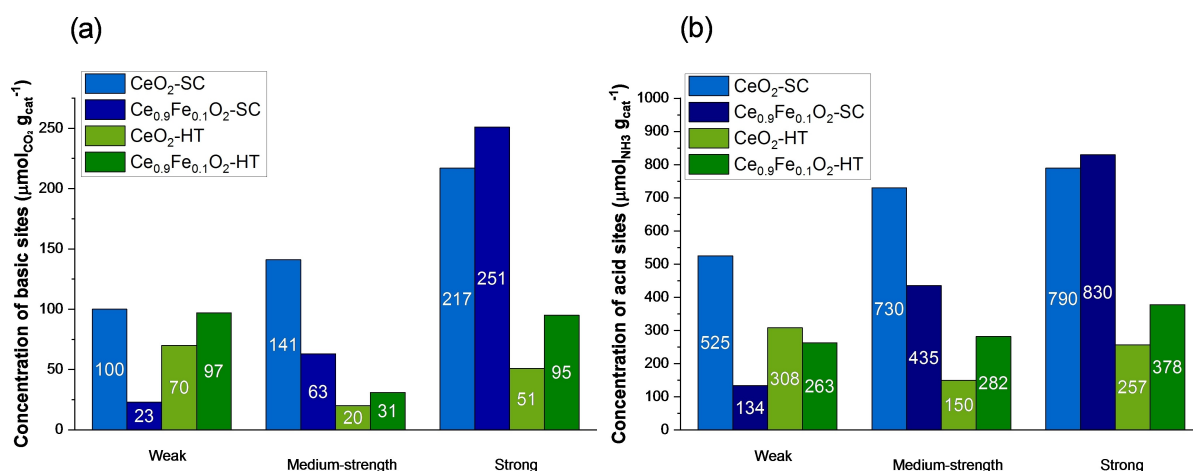 (a)
CeO₂-SC
Ce₀.₉Fe₀.₁O₂-SC
CeO₂-HT
Ce₀.₉Fe₀.₁O₂-HT
Concentration of basic sites (μmol_CO₂ g_cat⁻¹)
250
200
150
100
50
0
100
23
70
97
141
63
20
31
217
251
51
95
Weak
Medium-strength
Strong
(b)
CeO₂-SC
Ce₀.₉Fe₀.₁O₂-SC
CeO₂-HT
Ce₀.₉Fe₀.₁O₂-HT
Concentration of acid sites (μmol_NH3 g_cat⁻¹)
1000
900
800
700
600
500
400
300
200
100
0
525
134
308
263
730
435
150
282
790
830
257
378
Weak
Medium-strength
Strong